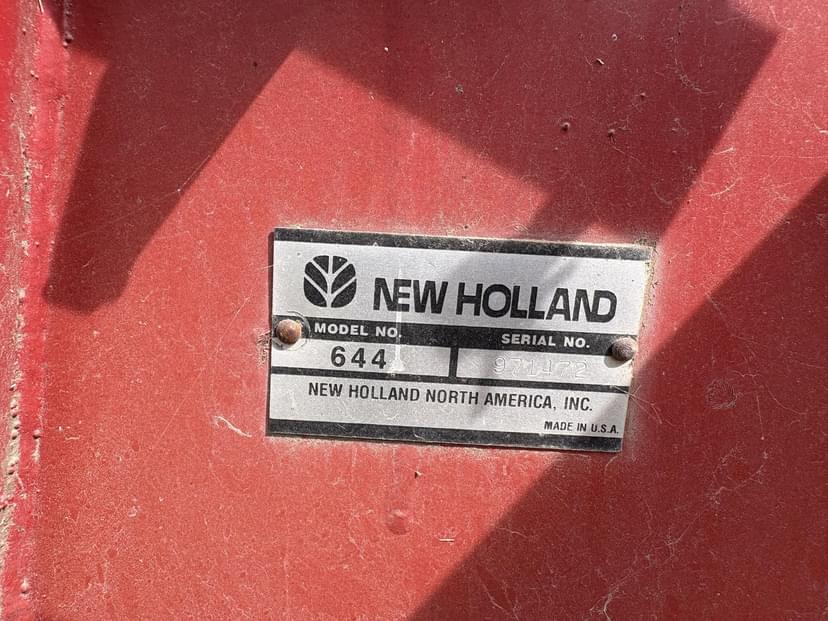 NEW HOLLAND
MODEL NO. SERIAL NO.
644
NEW HOLLAND NORTH AMERICA, INC.
MADE IN U.S.A.